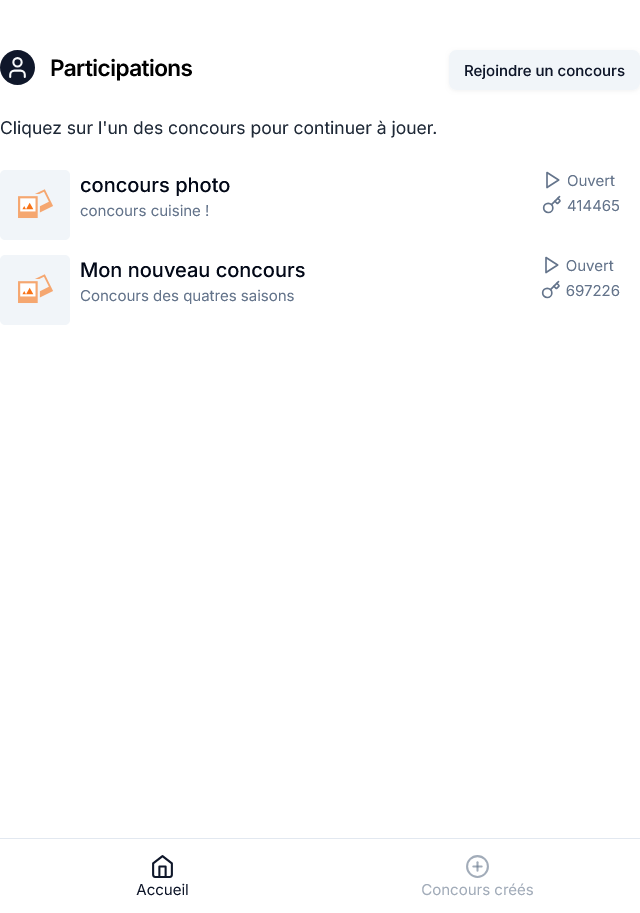 Participations
Rejoindre un concours
Cliquez sur l'un des concours pour continuer à jouer.
concours photo
concours cuisine !
Ouvert
414465
Mon nouveau concours
Concours des quatres saisons
Ouvert
697226
Accueil
Concours créés